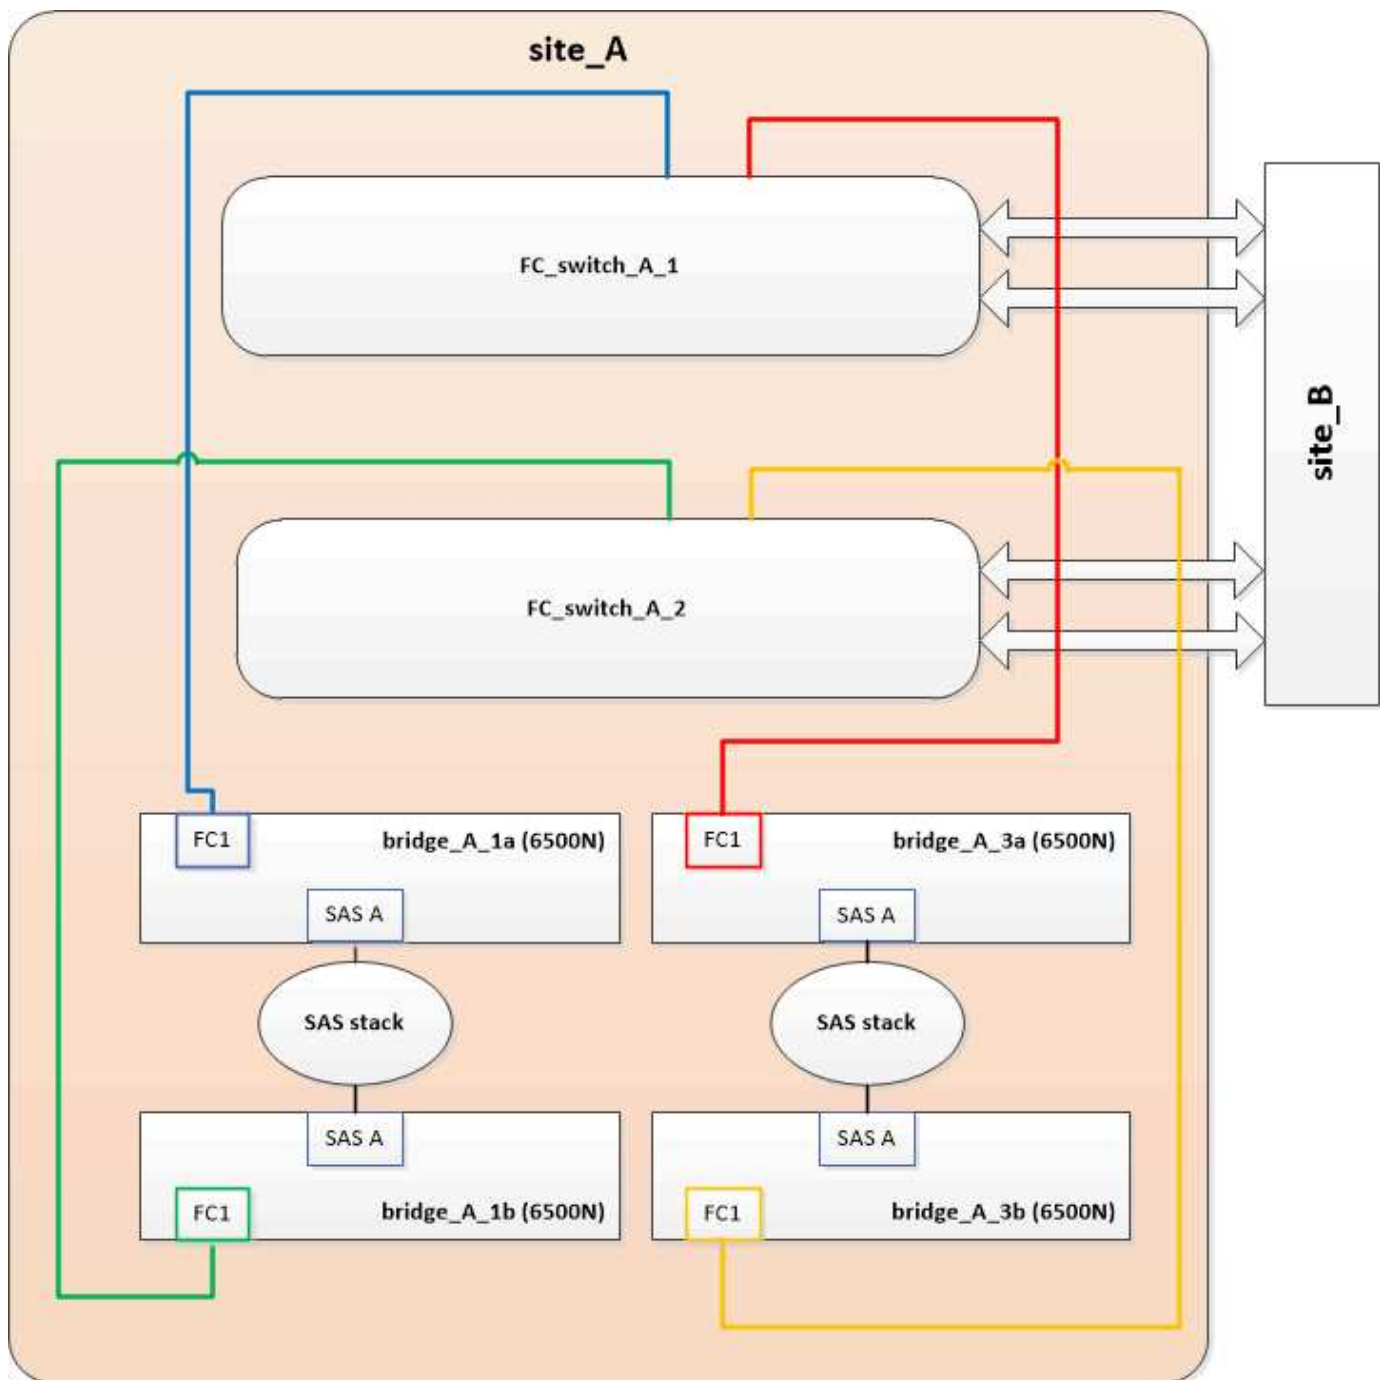 site_A
FC_switch_A_1
site_B
FC_switch_A_2
FC1
bridge_A_1a (6500N)
SAS A
FC1
bridge_A_3a (6500N)
SAS A
SAS stack
SAS stack
SAS A
FC1
bridge_A_1b (6500N)
SAS A
FC1
bridge_A_3b (6500N)